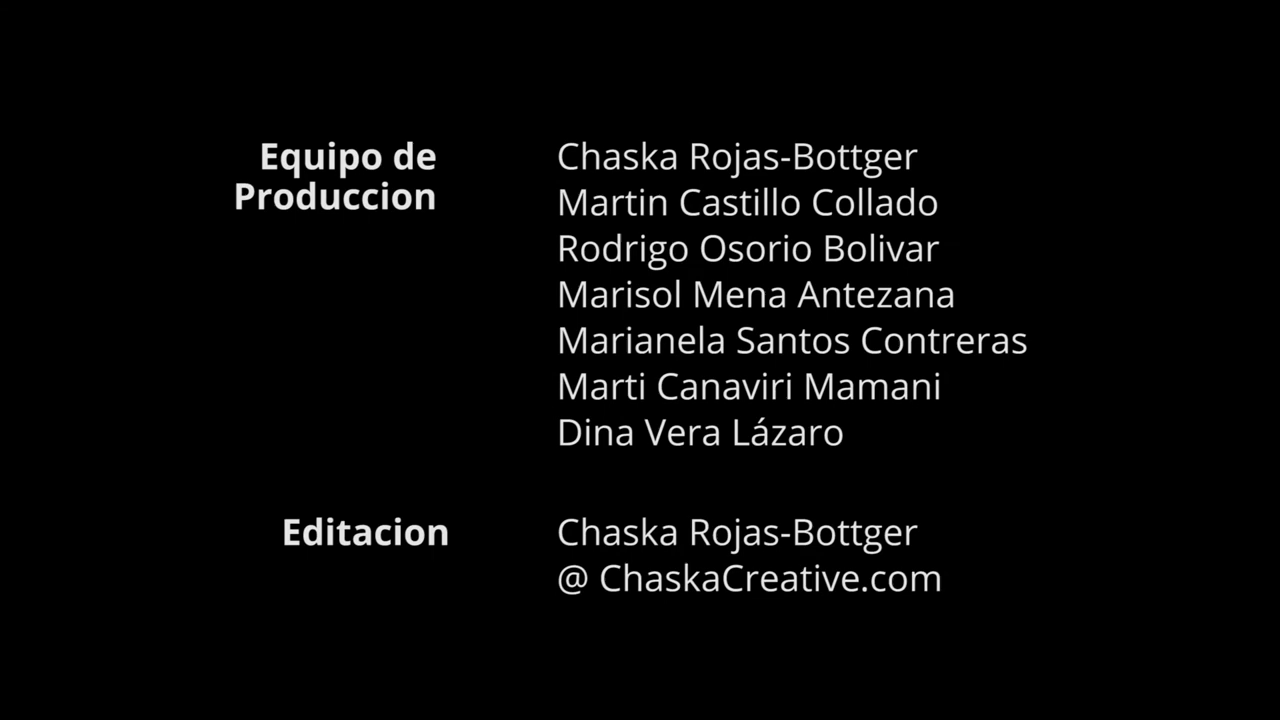 Equipo de
Produccion
Chaska Rojas-Bottger
Martin Castillo Collado
Rodrigo Osorio Bolivar
Marisol Mena Antezana
Marianela Santos Contreras
Marti Canaviri Mamani
Dina Vera Lázaro
Editacion
Chaska Rojas-Bottger
@ ChaskaCreative.com